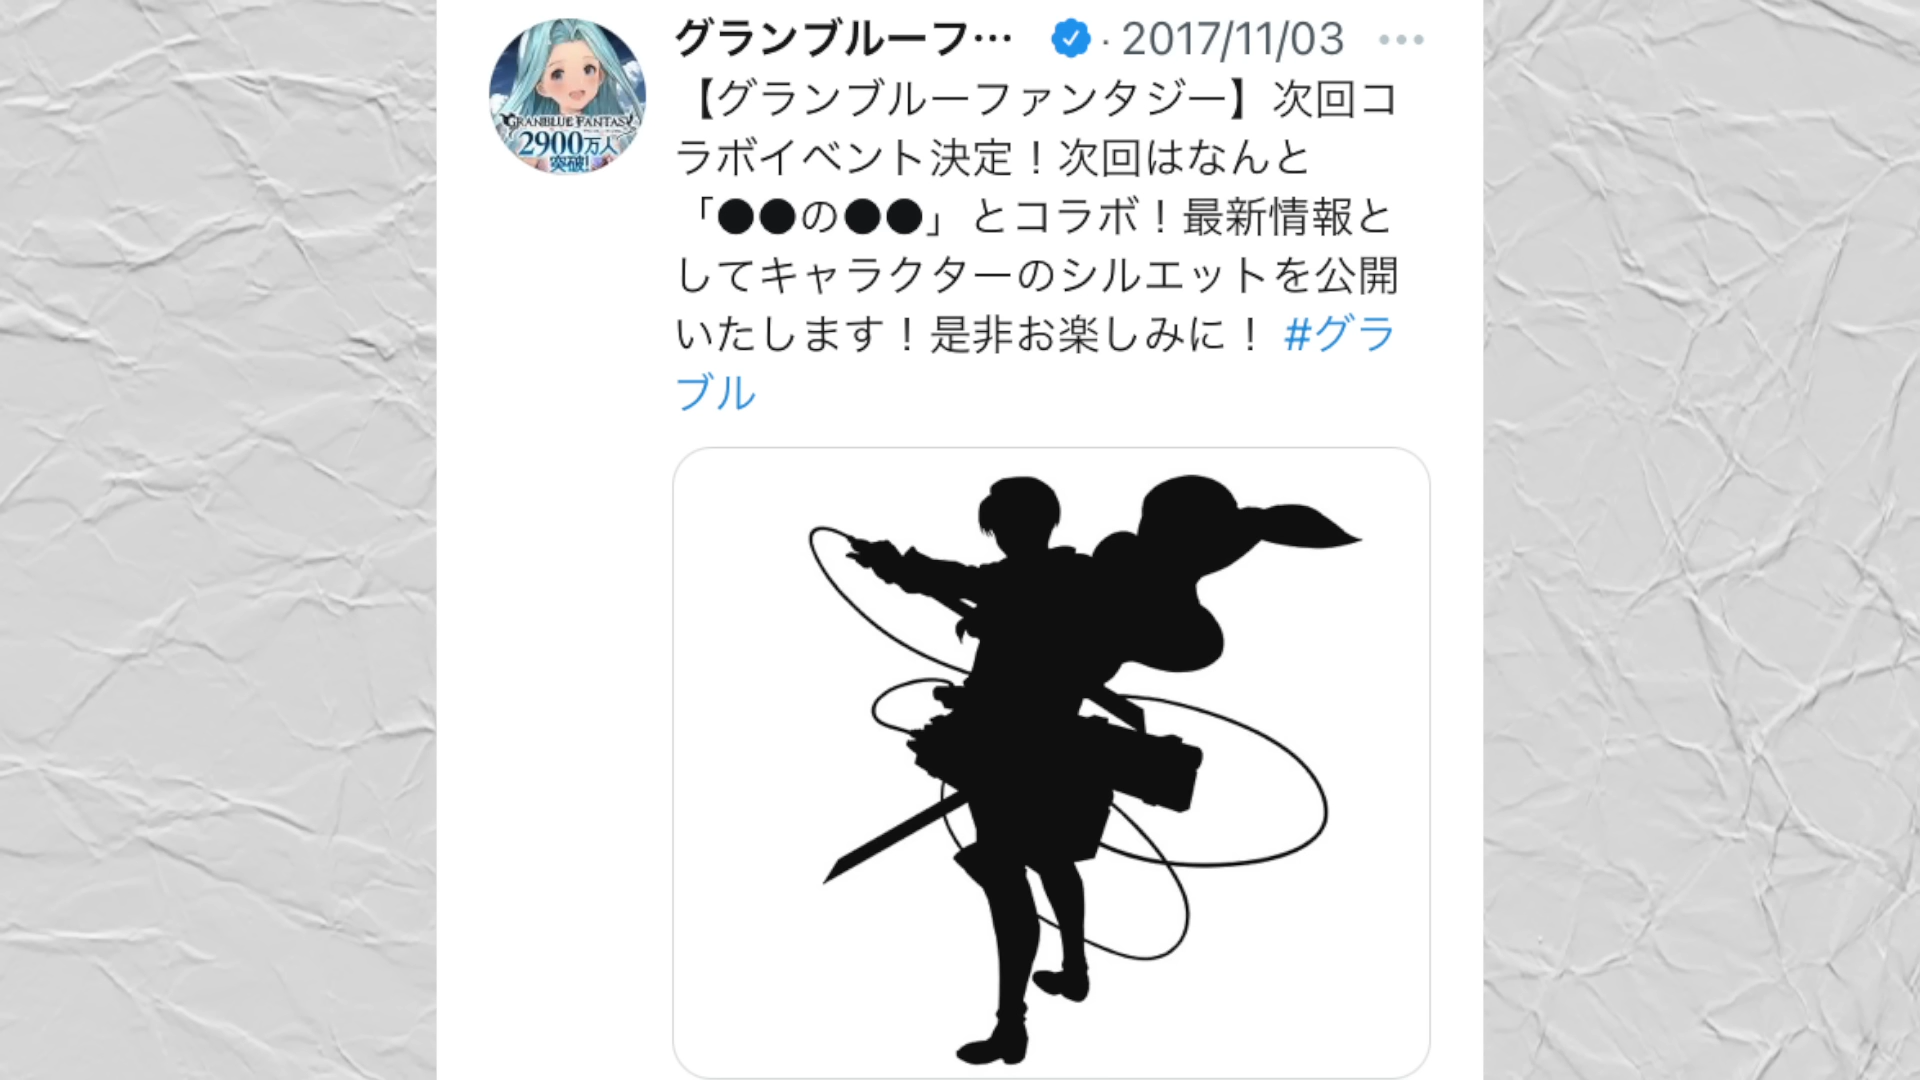 グランブルーフ… · 2017/11/03 …
【グランブルーファンタジー】次回コ
ラボイベント決定！次回はなんと
「●●の●●」とコラボ！最新情報と
してキャラクターのシルエットを公開
いたします！是非お楽しみに！ #グラ
ブル
GRANBLUE FANTASY
2900万人
突破!